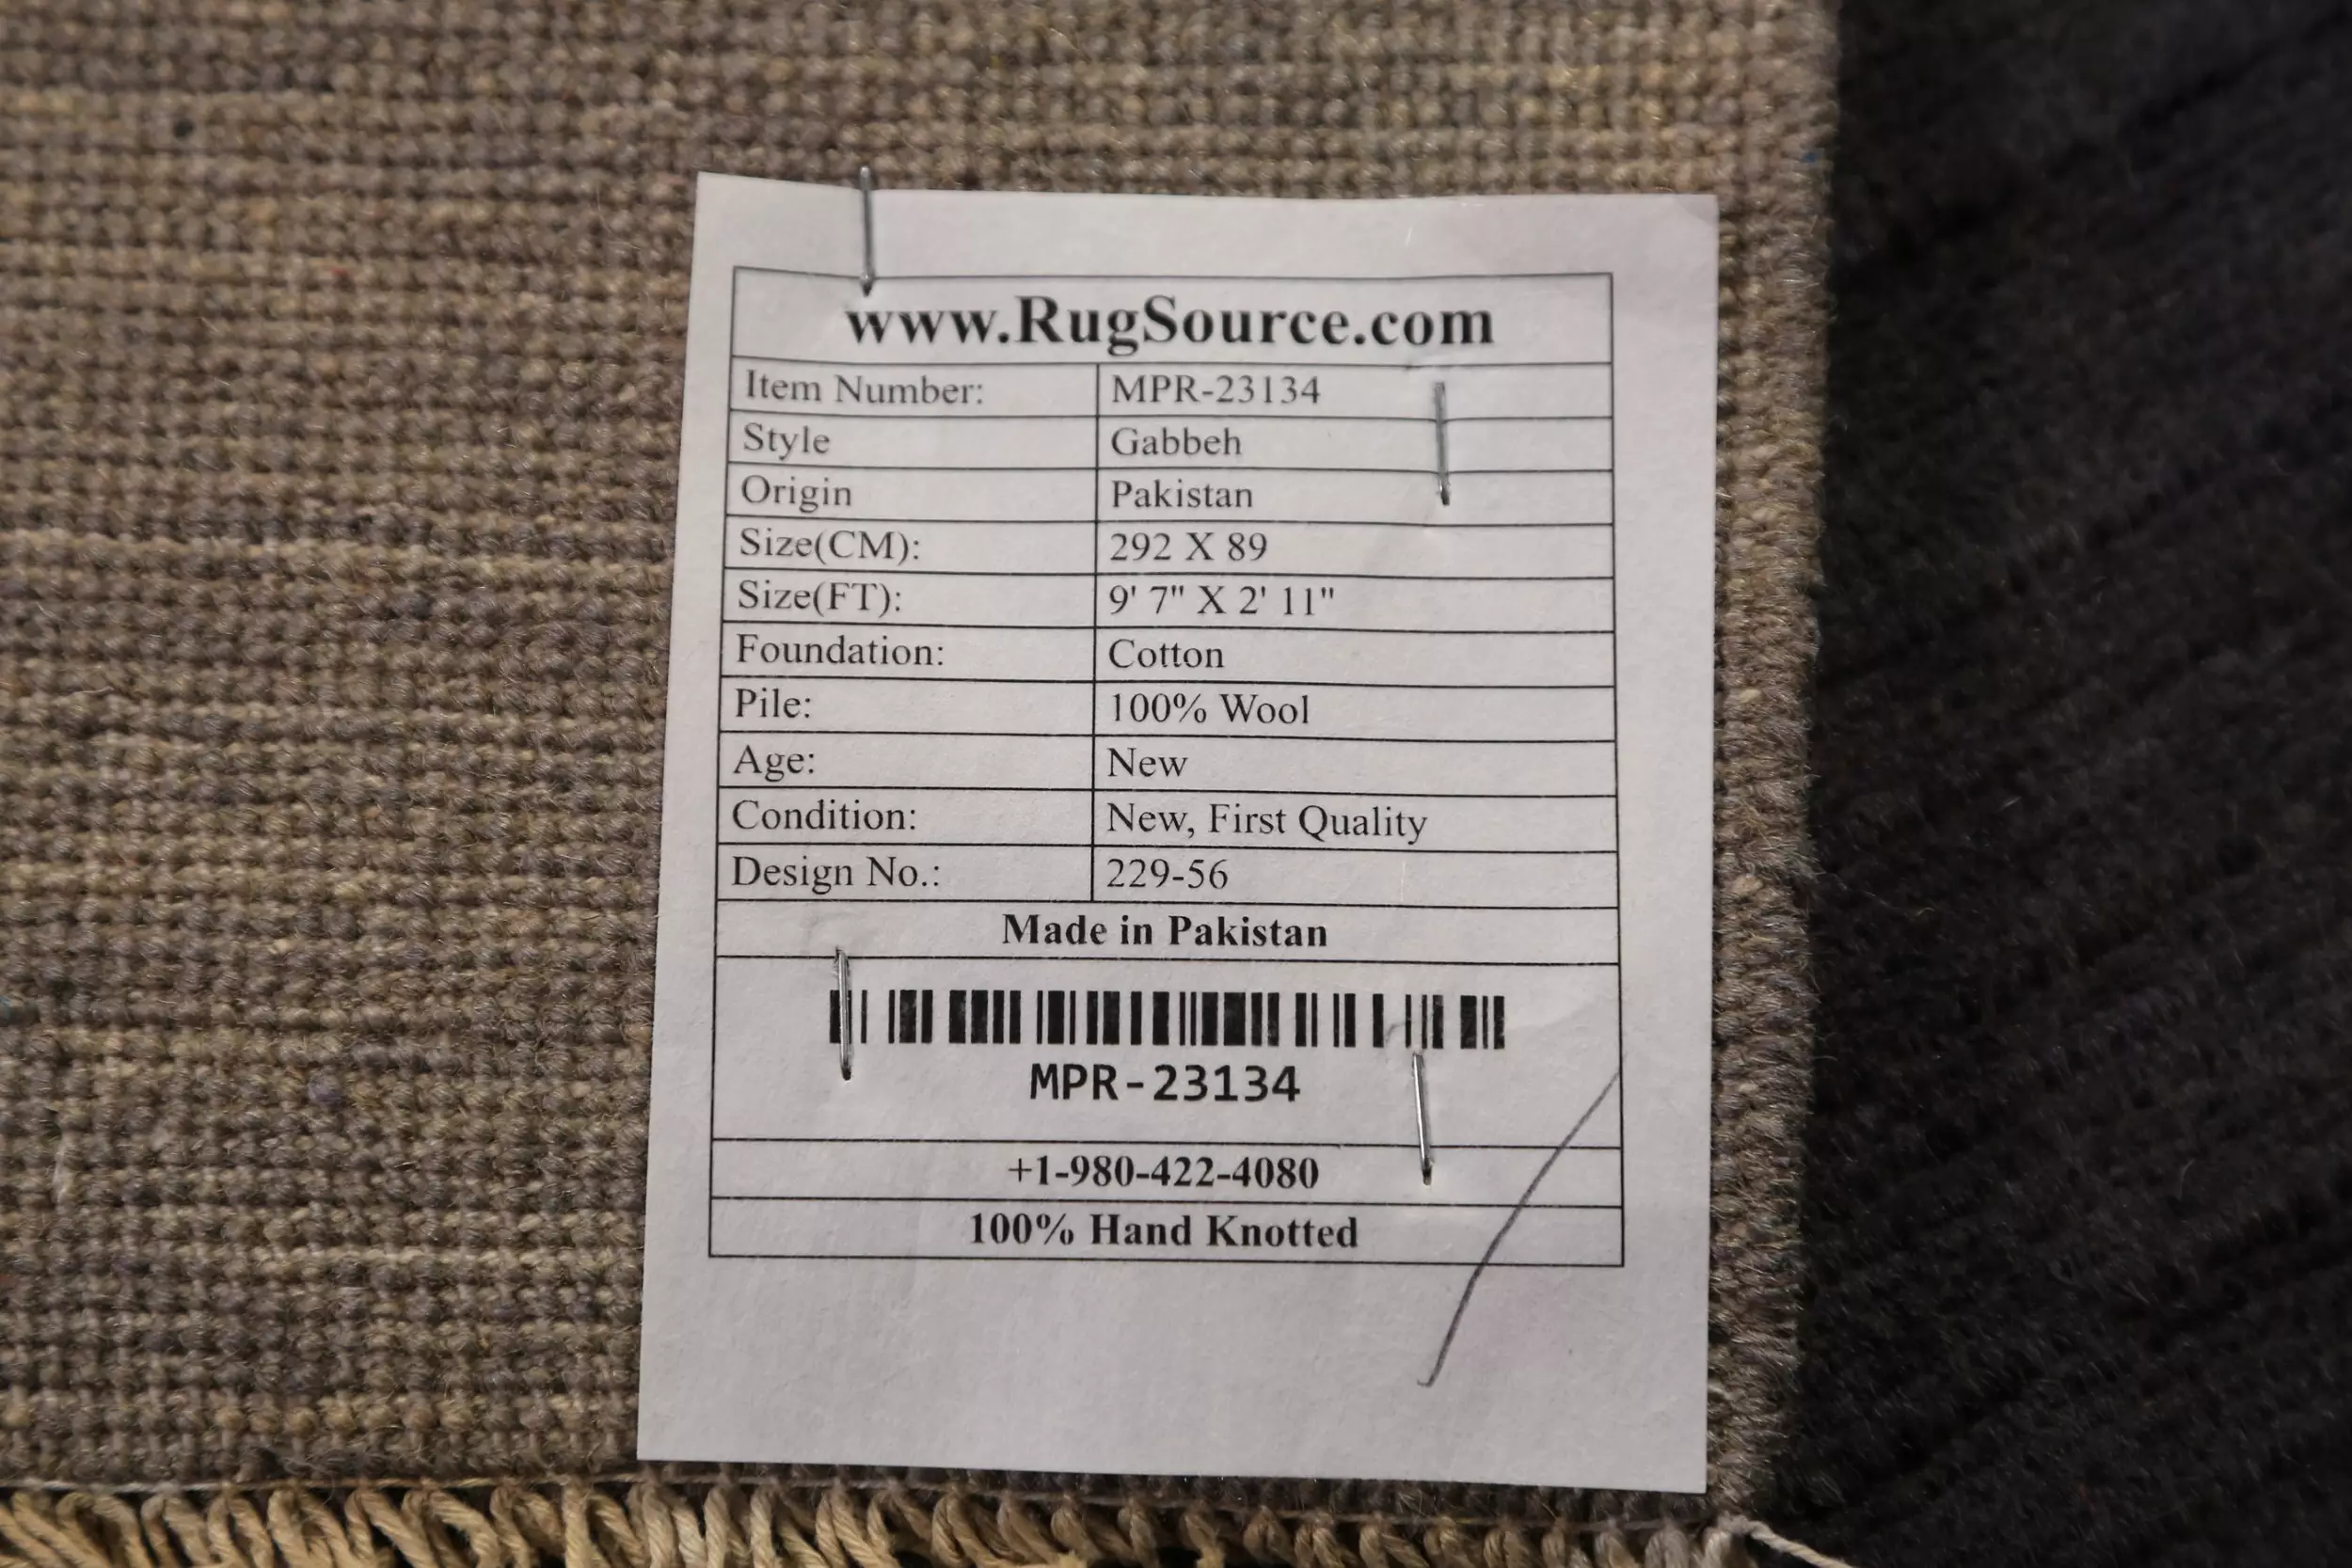 www.RugSource.com
Item Number: MPR-23134
Style Gabbeh
Origin Pakistan
Size(CM): 292 X 89
Size(FT): 9' 7" X 2' 11"
Foundation: Cotton
Pile: 100% Wool
Age: New
Condition: New, First Quality
Design No.: 229-56
Made in Pakistan
MPR-23134
+1-980-422-4080
100% Hand Knotted